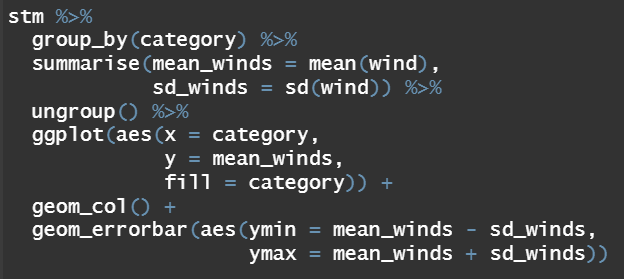 stm %>%
  group_by(category) %>%
  summarise(mean_winds = mean(wind),
            sd_winds = sd(wind)) %>%
  ungroup() %>%
  ggplot(aes(x = category,
             y = mean_winds,
             fill = category)) +
  geom_col() +
  geom_errorbar(aes(ymin = mean_winds - sd_winds,
                    ymax = mean_winds + sd_winds))